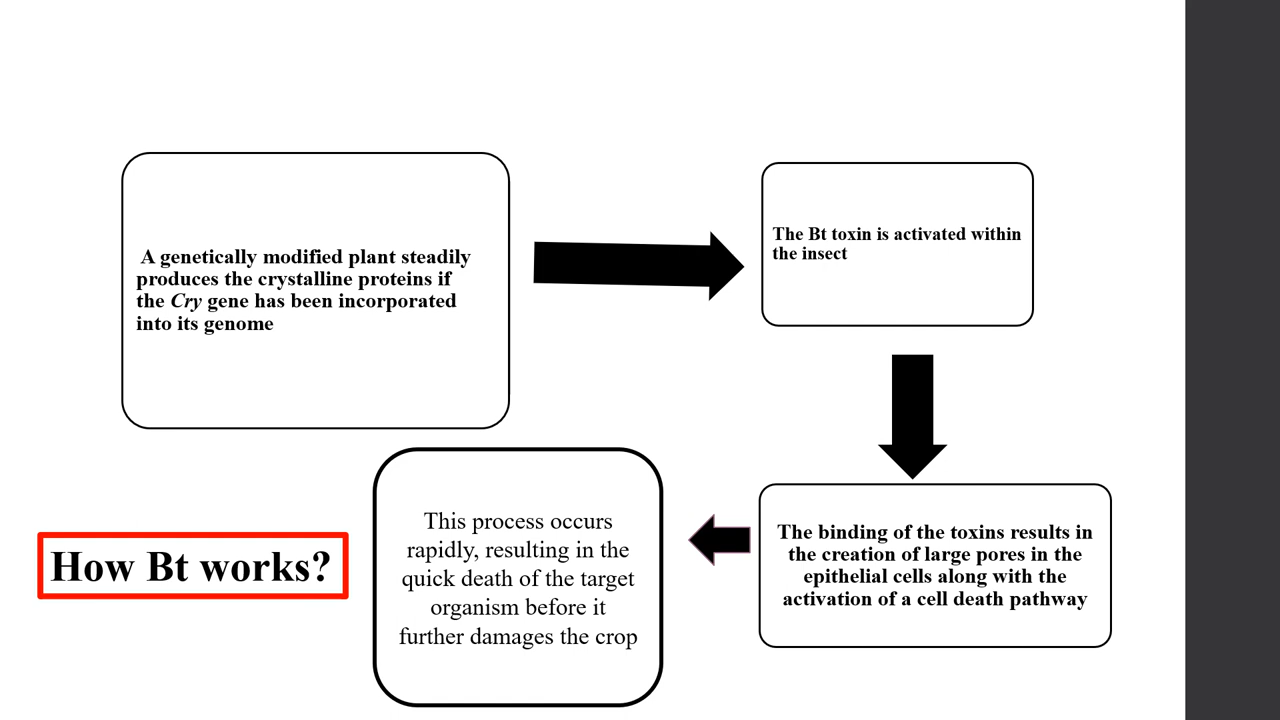 A genetically modified plant steadily
produces the crystalline proteins if
the Cry gene has been incorporated
into its genome
The Bt toxin is activated within
the insect
The binding of the toxins results in
the creation of large pores in the
epithelial cells along with the
activation of a cell death pathway
This process occurs
rapidly, resulting in the
quick death of the target
organism before it
further damages the crop
How Bt works?